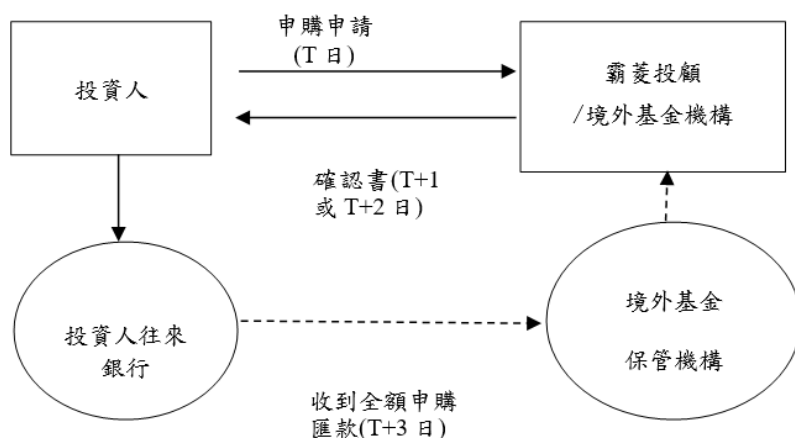 申購申請
(T 日)
投資人
霸菱投顧
/境外基金機構
確認書(T+1
或 T+2 日)
投資人往來
銀行
境外基金
保管機構
收到全額申購
匯款(T+3 日)